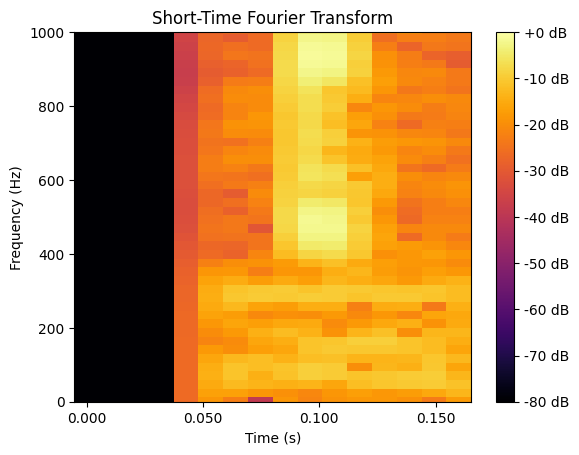 Short-Time Fourier Transform
1000
800
600
400
200
0
Frequency (Hz)
0.000
0.050
0.100
0.150
Time (s)
+0 dB
-10 dB
-20 dB
-30 dB
-40 dB
-50 dB
-60 dB
-70 dB
-80 dB